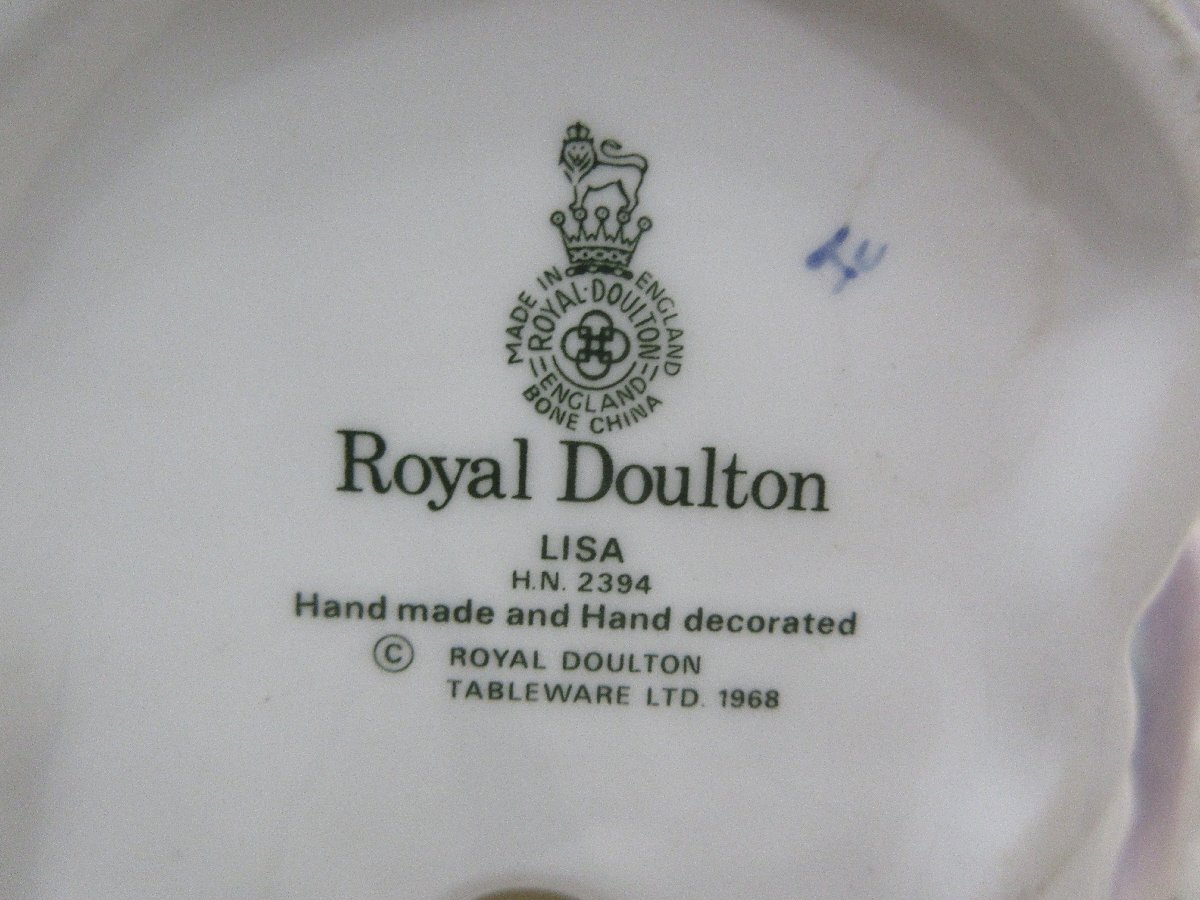 MADE IN ENGLAND
ROYAL·DOULTON
ENGLAND
BONE CHINA
Royal Doulton
LISA
H.N. 2394
Hand made and Hand decorated
© ROYAL DOULTON
TABLEWARE LTD. 1968